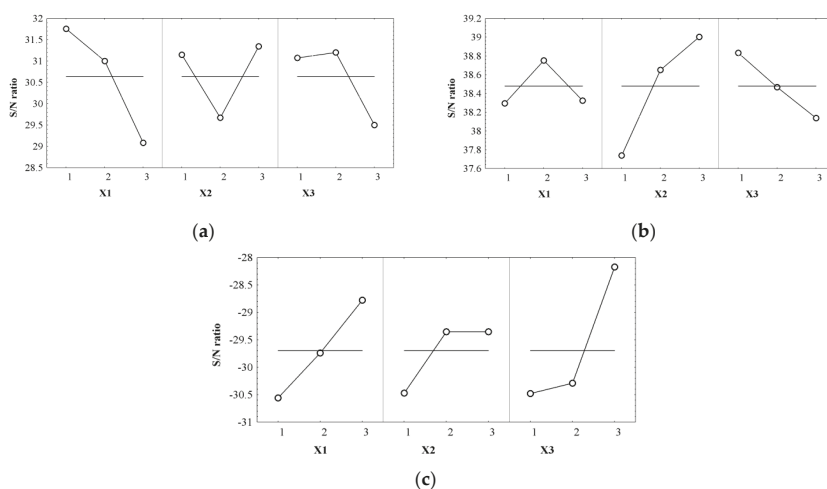 S/N ratio
32
31.5
31
30.5
30
29.5
29
28.5
1 2 3 1 2 3 1 2 3
X1 X2 X3
(a)
S/N ratio
39.2
39
38.8
38.6
38.4
38.2
38
37.8
37.6
1 2 3 1 2 3 1 2 3
X1 X2 X3
(b)
S/N ratio
-28
-28.5
-29
-29.5
-30
-30.5
-31
1 2 3 1 2 3 1 2 3
X1 X2 X3
(c)